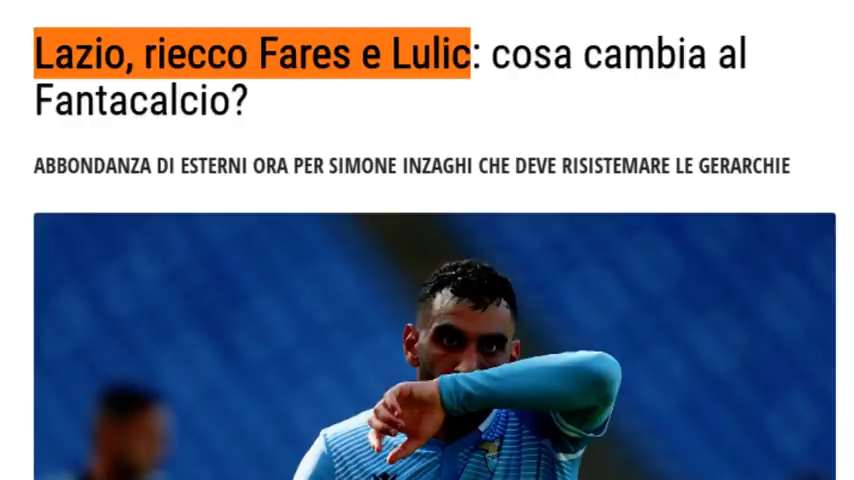 Lazio, riecco Fares e Lulic: cosa cambia al
Fantacalcio?
ABBONDANZA DI ESTERNI ORA PER SIMONE INZAGHI CHE DEVE RISISTEMARE LE GERARCHIE